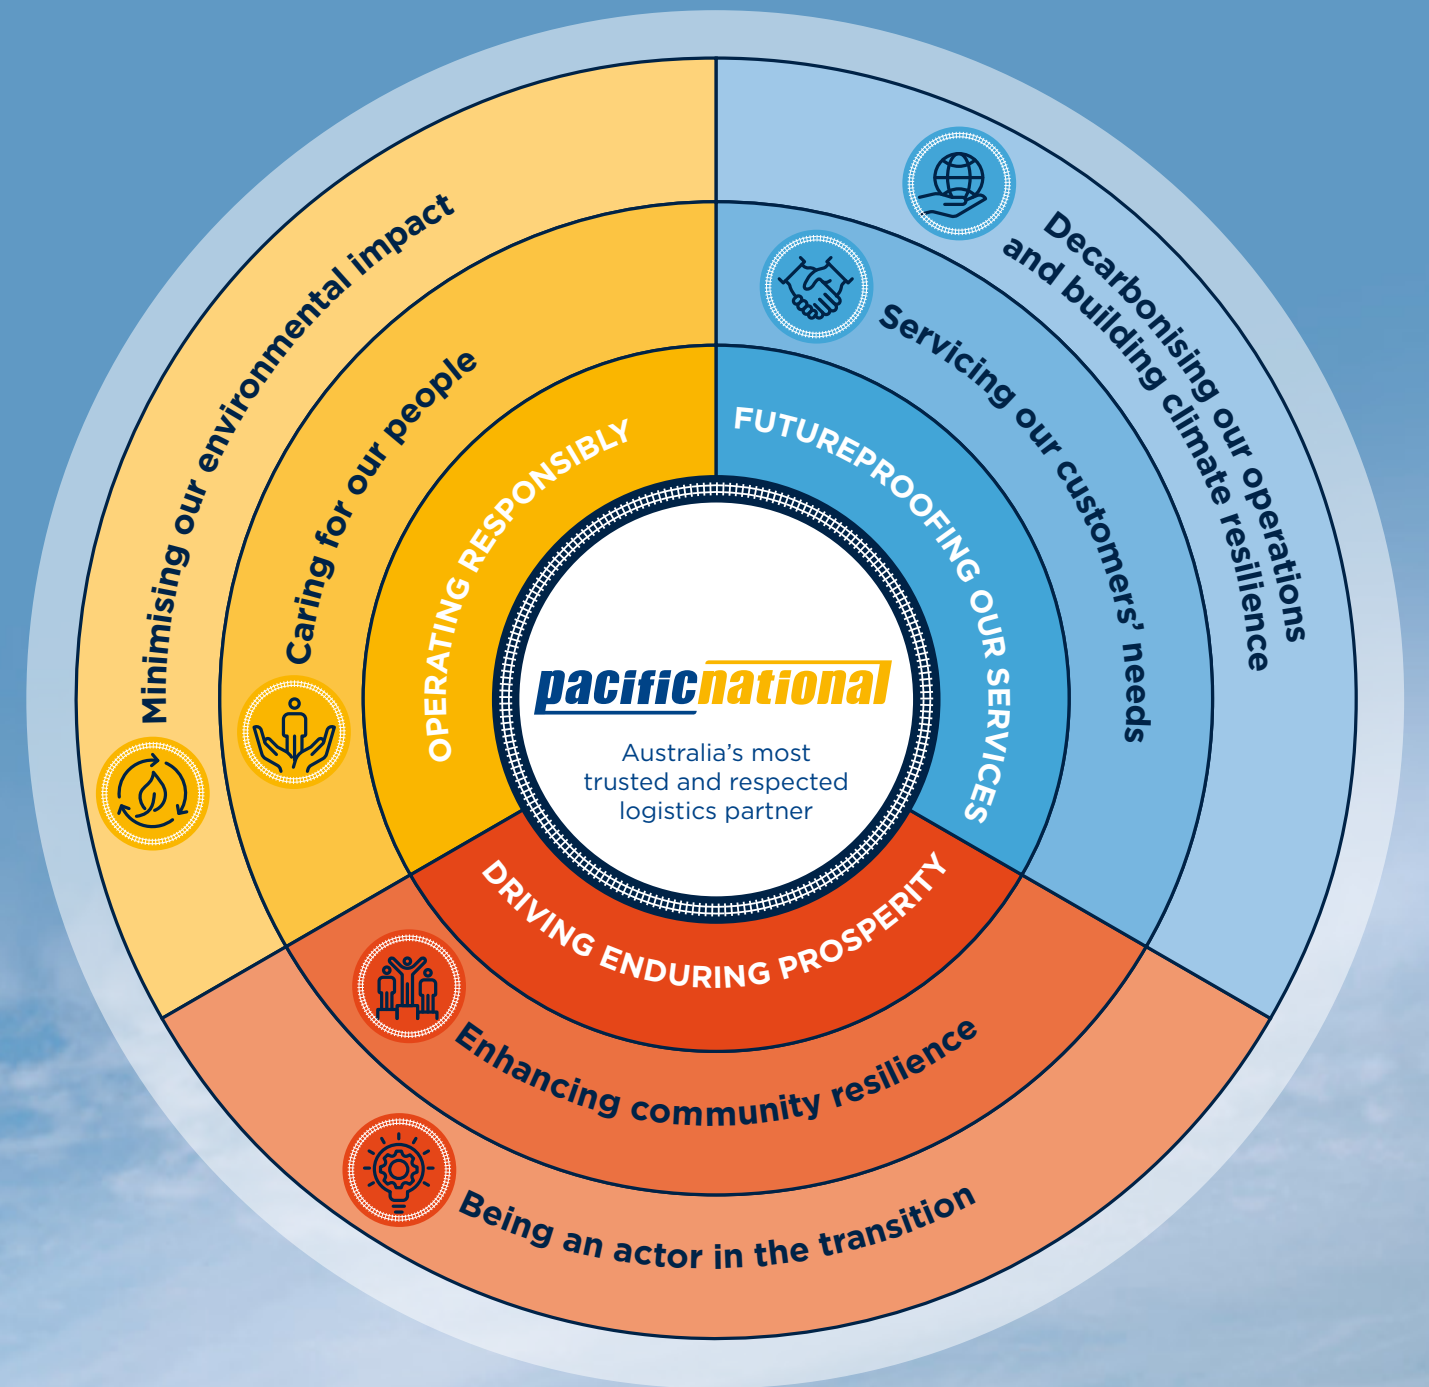 pacificnational
Australia's most
trusted and respected
logistics partner
OPERATING RESPONSIBLY
Caring for our people
Minimising our environmental impact
FUTUREPROOFING OUR SERVICES
Servicing our customers' needs
Decarbonising our operations
and building climate resilience
DRIVING ENDURING PROSPERITY
Enhancing community resilience
Being an actor in the transition